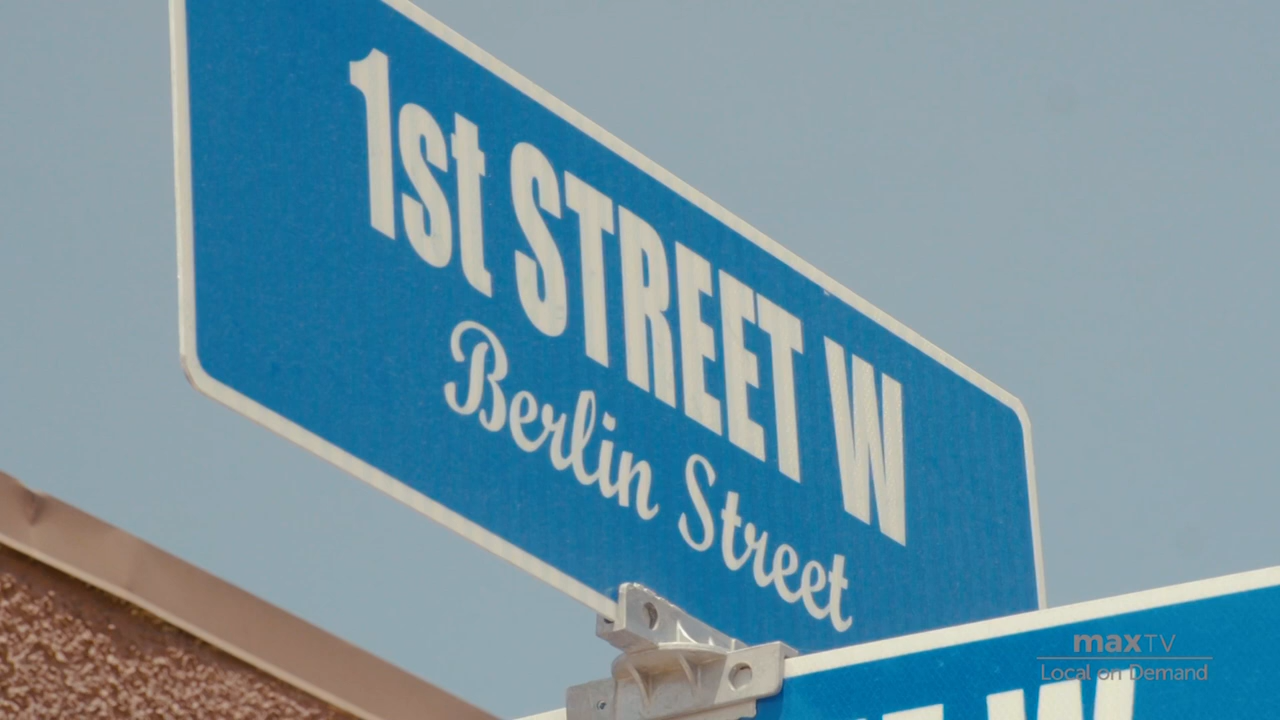 1st STREET W
Berlin Street
W
maxTV
Local on Demand